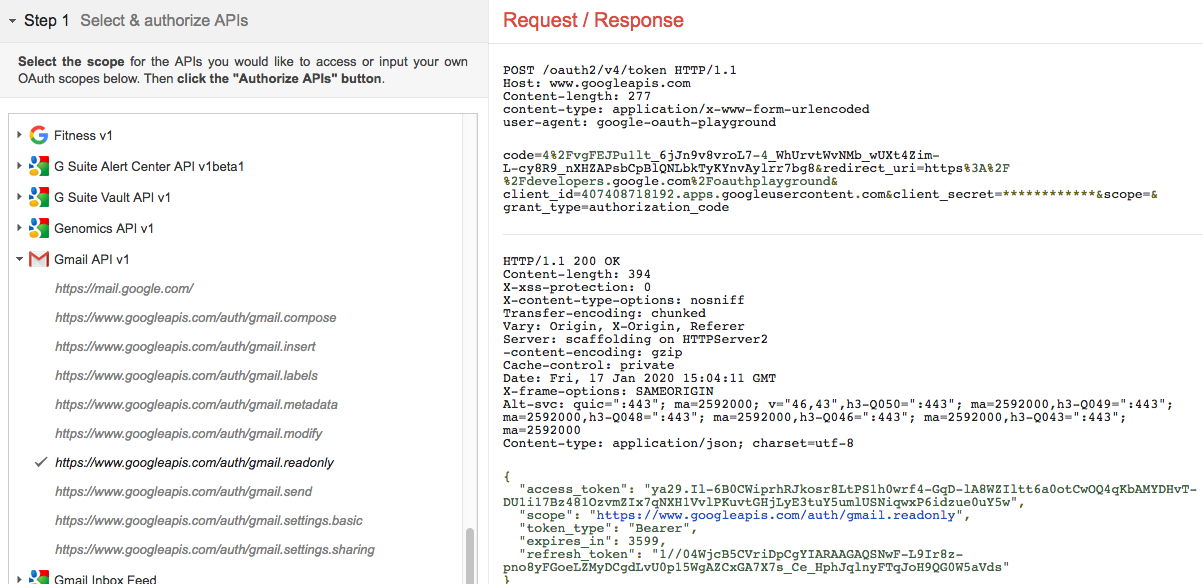 Step 1 Select & authorize APIs
Select the scope for the APIs you would like to access or input your own
OAuth scopes below. Then click the "Authorize APIs" button.
Fitness v1
G Suite Alert Center API v1beta1
G Suite Vault API v1
Genomics API v1
Gmail API v1
https://mail.google.com/
https://www.googleapis.com/auth/gmail.compose
https://www.googleapis.com/auth/gmail.insert
https://www.googleapis.com/auth/gmail.labels
https://www.googleapis.com/auth/gmail.metadata
https://www.googleapis.com/auth/gmail.modify
https://www.googleapis.com/auth/gmail.readonly
https://www.googleapis.com/auth/gmail.send
https://www.googleapis.com/auth/gmail.settings.basic
https://www.googleapis.com/auth/gmail.settings.sharing
Gmail Inbox Feed
Request / Response
POST /oauth2/v4/token HTTP/1.1
Host: www.googleapis.com
Content-length: 277
content-type: application/x-www-form-urlencoded
user-agent: google-oauth-playground
code=4%2FvgFEJPullt_6jJn9v8vroL7-4_WhUrvtWvNMb_wUXt4Zim-
L-cy8R9_nXHZAPsbCpBlQNLbkTyKYnvAylrr7bg8&redirect_uri=https%3A%2F
%2Fdevelopers.google.com%2Foauthplayground&
client_id=407408718192.apps.googleusercontent.com&client_secret=************&scope=&
grant_type=authorization_code
HTTP/1.1 200 OK
Content-length: 394
X-xss-protection: 0
X-content-type-options: nosniff
Transfer-encoding: chunked
Vary: Origin, X-Origin, Referer
Server: scaffolding on HTTPServer2
-content-encoding: gzip
Cache-control: private
Date: Fri, 17 Jan 2020 15:04:11 GMT
X-frame-options: SAMEORIGIN
Alt-svc: quic=":443"; ma=2592000; v="46,43",h3-Q050=":443"; ma=2592000,h3-Q049=":443";
ma=2592000,h3-Q048=":443"; ma=2592000,h3-Q046=":443"; ma=2592000,h3-Q043=":443";
ma=2592000
Content-type: application/json; charset=utf-8
{
"access_token": "ya29.Il-6B0CWiprhRJkosr8LtPS1h0wrf4-GqD-lA8WZIltt6a0otCwOQ4qKbAMYDHvT-
DU1i17Bz481OzvmZIx7qNXHlVvlPKuvtGHjLyE3tuY5umlUSNiqwxP6idzue0uY5w",
"scope": "https://www.googleapis.com/auth/gmail.readonly",
"token_type": "Bearer",
"expires_in": 3599,
"refresh_token": "1//04WjcB5CVriDpCgYIARAAGAQSNwF-L9Ir8z-
pno8yFGoeLZMyDCgdLvU0p15WgAZCxGA7X7s_Ce_HphJqlnyFTqJoH9QG0W5aVds"
}